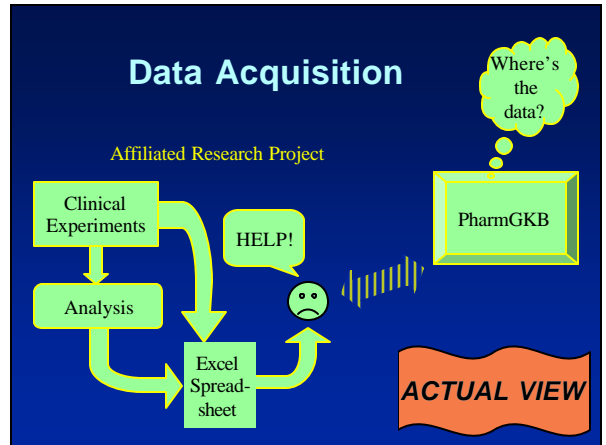 Data Acquisition
Where's
the
data?
Affiliated Research Project
Clinical
Experiments
HELP!
PharmGKB
Analysis
Excel
Spread-
sheet
ACTUAL VIEW